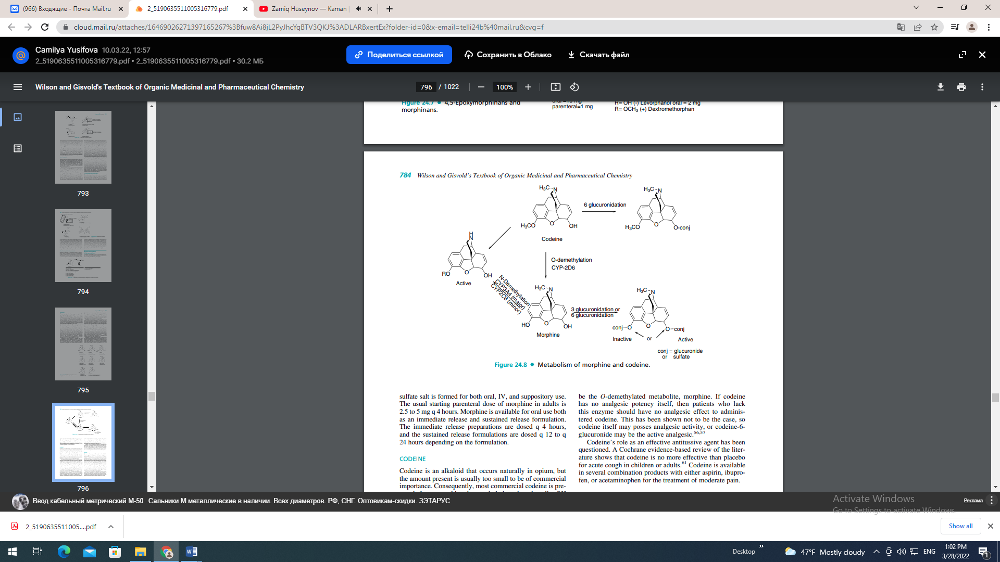 (966) Входящие - Почта Mail.ru
2_5190635511005316779.pdf
Zamiq Hüseynov — Kaman
cloud.mail.ru/attaches/16469026271397165267%3Bfuw8Ai8jL2PyJhcYqBTV3QKJ%3ADLARBxertEx?folder-id=0&x-email=telli24b%40mail.ru&cvg=f
Camilya Yusifova 10.03.22, 12:57
2_5190635511005316779.pdf • 2_5190635511005316779.pdf • 30.2 МБ
Поделиться ссылкой
Сохранить в Облако
Скачать файл
Wilson and Gisvold's Textbook of Organic Medicinal and Pharmaceutical Chemistry
796 / 1022
100%
793
794
795
796
Figure 24.7 • 4,5-Epoxymorphinans and
morphinans.
parenteral=1 mg
R= OH (-) Levorphanol oral = 2 mg
R= OCH3 (+) Dextromethorphan
784 Wilson and Gisvold's Textbook of Organic Medicinal and Pharmaceutical Chemistry
H3C N
H3CO
O
OH
Codeine
6 glucuronidation
H3C N
H3CO
O
O-conj
H
N
RO
O
OH
Active
O-demethylation
CYP-2D6
N-Demethylation
CYP3A4 (major)
CYP2C8 (minor)
H3C N
HO
O
OH
Morphine
3 glucuronidation or
6 glucuronidation
H3C N
conj-O
O
O-conj
Inactive
or
Active
conj = glucuronide
or sulfate
Figure 24.8 • Metabolism of morphine and codeine.
sulfate salt is formed for both oral, IV, and suppository use.
The usual starting parenteral dose of morphine in adults is
2.5 to 5 mg q 4 hours. Morphine is available for oral use both
as an immediate release and sustained release formulation.
The immediate release preparations are dosed q 4 hours,
and the sustained release formulations are dosed q 12 to q
24 hours depending on the formulation.
CODEINE
Codeine is an alkaloid that occurs naturally in opium, but
the amount present is usually too small to be of commercial
importance. Consequently, most commercial codeine is pre-
be the O-demethylated metabolite, morphine. If codeine
has no analgesic potency itself, then patients who lack
this enzyme should have no analgesic effect to adminis-
tered codeine. This has been shown not to be the case, so
codeine itself may posses analgesic activity, or codeine-6-
glucuronide may be the active analgesic.56,57
Codeine's role as an effective antitussive agent has been
questioned. A Cochrane evidence-based review of the liter-
ature shows that codeine is no more effective than placebo
for acute cough in children or adults.61 Codeine is available
in several combination products with either aspirin, ibupro-
fen, or acetaminophen for the treatment of moderate pain.
Ввод кабельный метрический М-50 Сальники М металлические в наличии. Всех диаметров. РФ, СНГ. Оптовикам-скидки. ЗЭТАРУС
Реклама
Activate Windows
Go to Settings to activate Windows.
2_5190635511005....pdf
Show all
Desktop
47°F Mostly cloudy
ENG
1:02 PM
3/28/2022
1